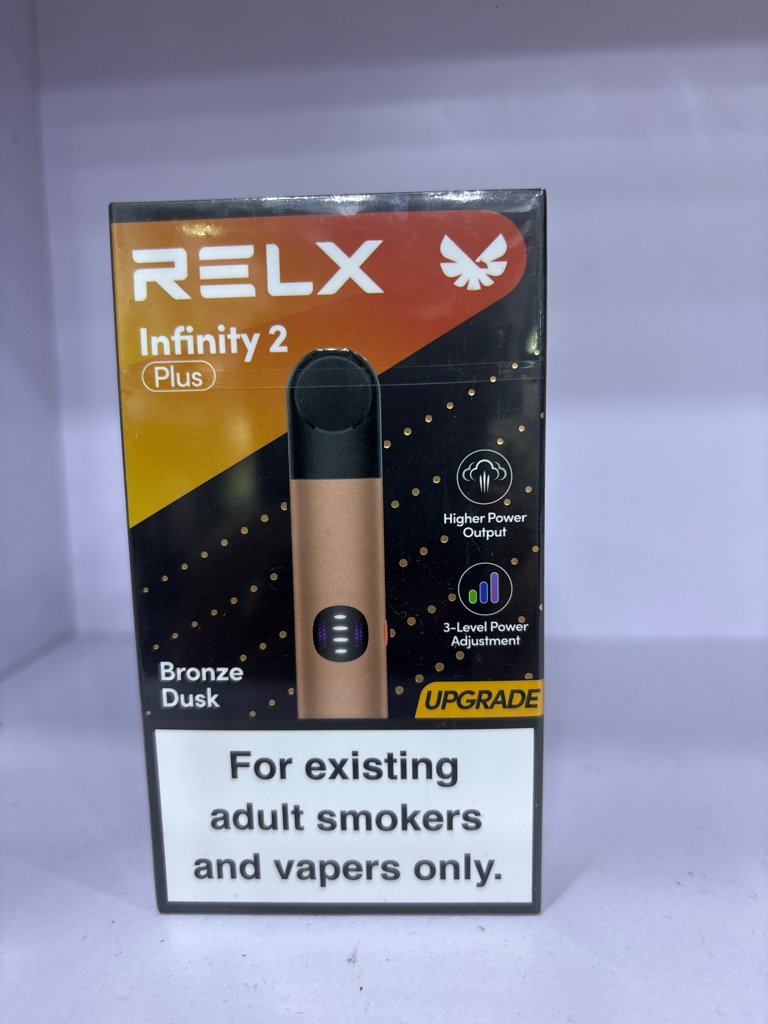 RELX
Infinity 2
Plus
Higher Power
Output
3-Level Power
Adjustment
Bronze
Dusk
UPGRADE
For existing
adult smokers
and vapers only.